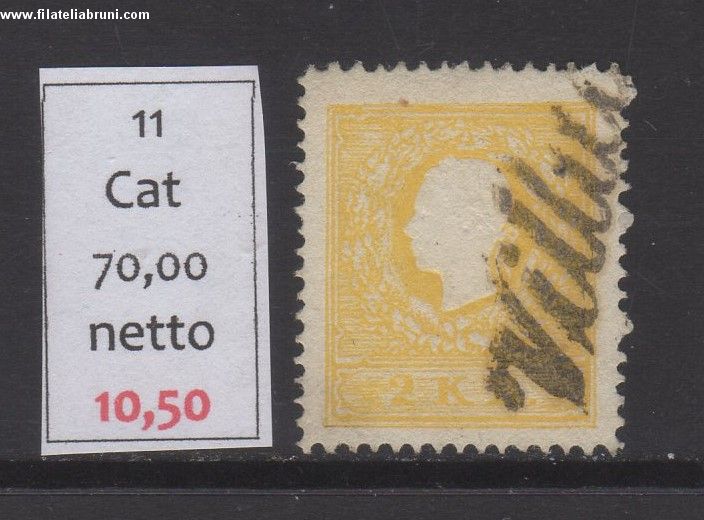 www.filateliabruni.com
11
Cat
70,00
netto
10,50
2 K